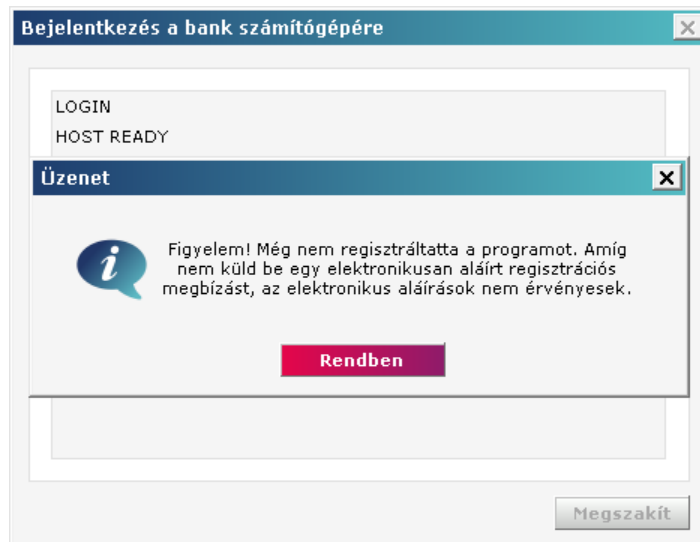 Bejelentkezés a bank számítógépére
LOGIN
HOST READY
Üzenet
Figyelem! Még nem regisztráltatta a programot. Amíg
nem küld be egy elektronikusan aláírt regisztrációs
megbízást, az elektronikus aláírások nem érvényesek.
Rendben
Megszakít